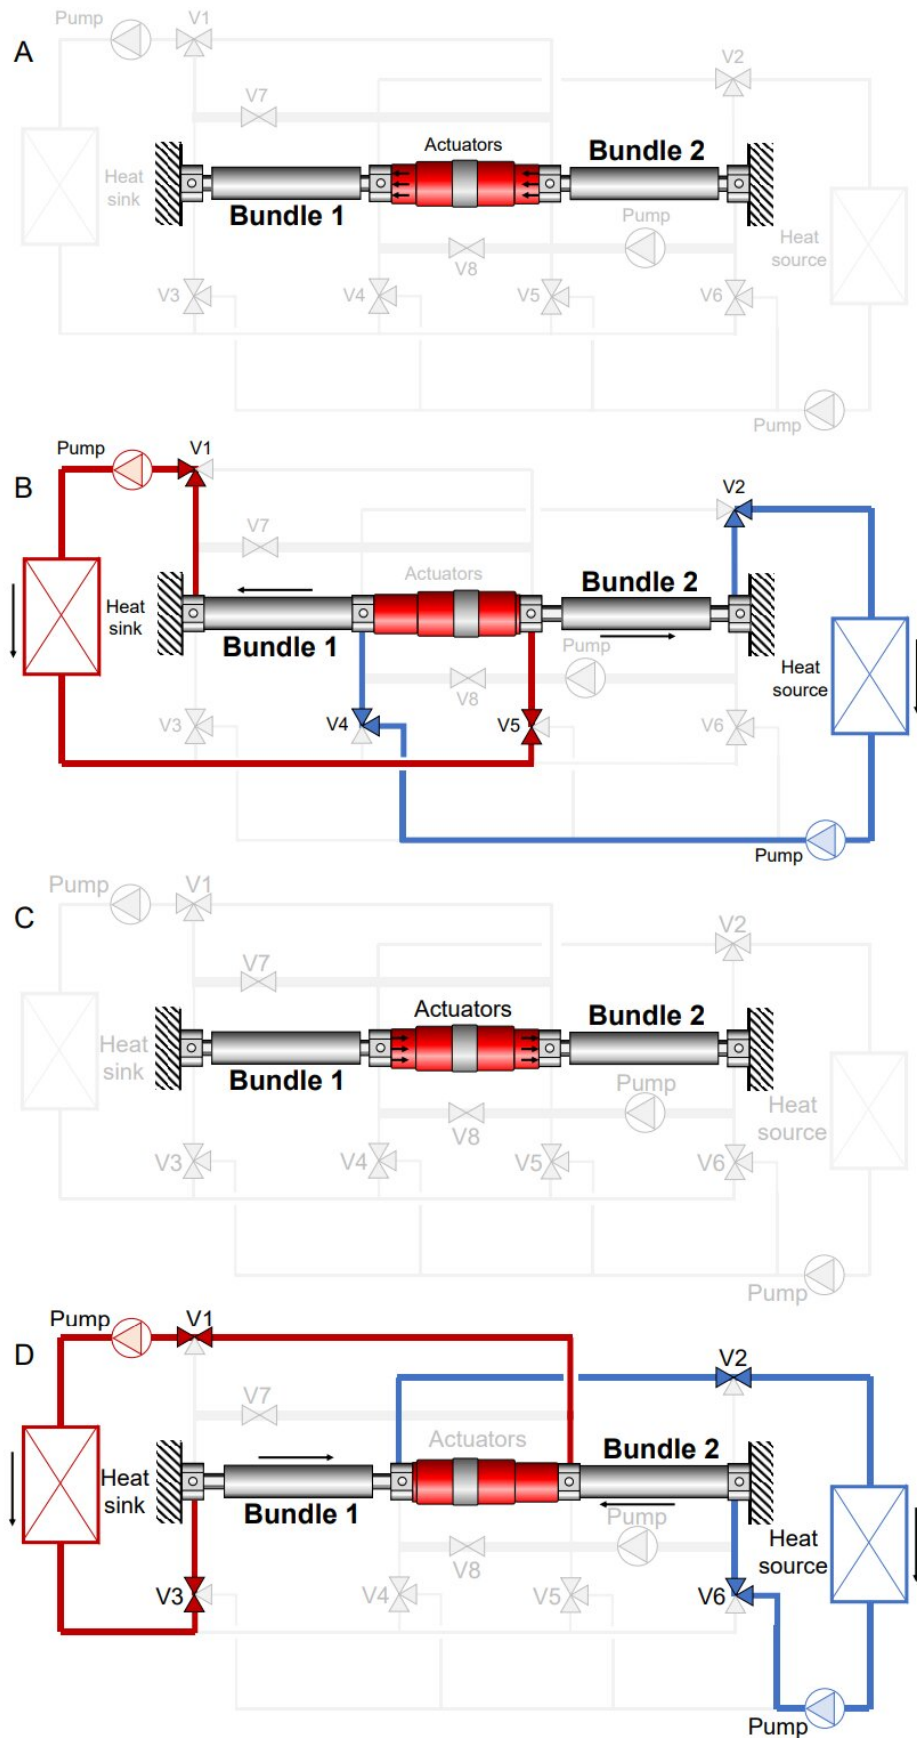 A
Pump
V1
V2
V7
Actuators
Bundle 2
Heat
sink
Bundle 1
Pump
Heat
source
V8
V3
V4
V5
V6
Pump
B
Pump
V1
V2
V7
Actuators
Bundle 2
Heat
sink
Bundle 1
Pump
Heat
source
V8
V3
V4
V5
V6
Pump
C
Pump
V1
V2
V7
Actuators
Bundle 2
Heat
sink
Bundle 1
Pump
Heat
source
V8
V3
V4
V5
V6
Pump
D
Pump
V1
V2
V7
Actuators
Bundle 2
Heat
sink
Bundle 1
Pump
Heat
source
V8
V3
V4
V5
V6
Pump